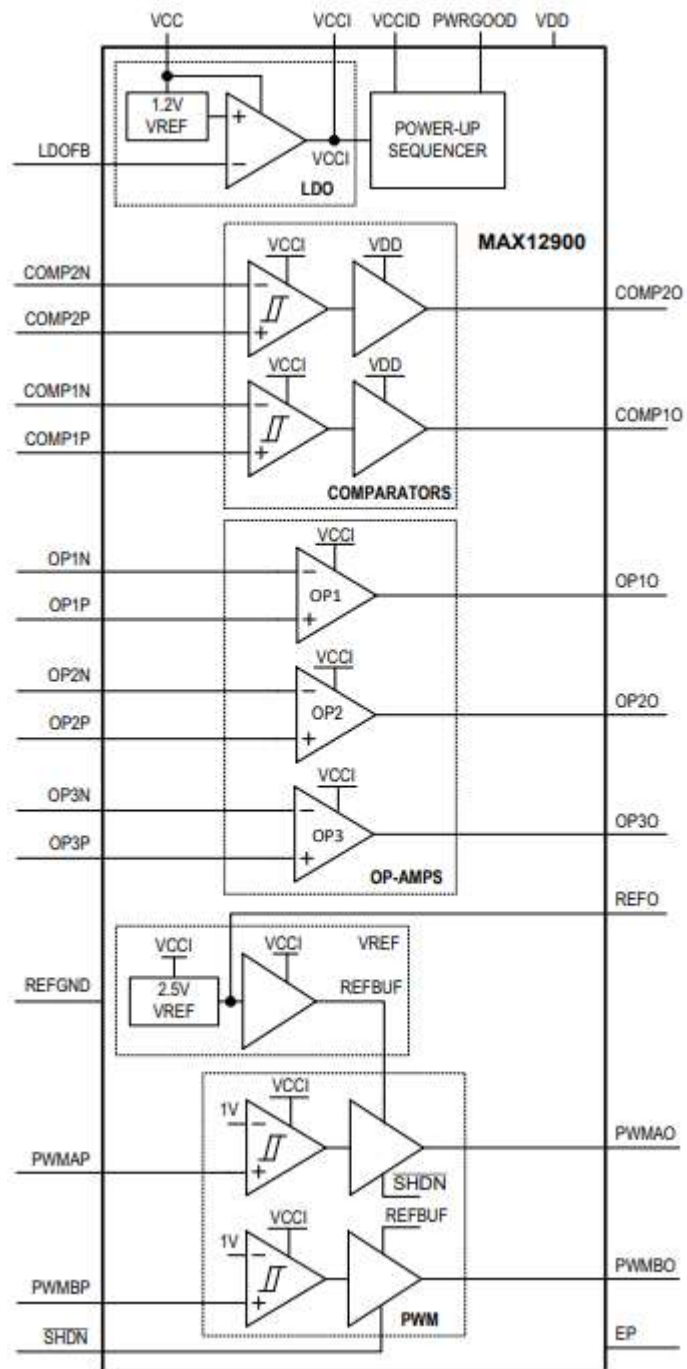 VCC VCCI VCCID PWRGOOD VDD
1.2V
VREF
+
−
LDOFB
VCCI
LDO
POWER-UP
SEQUENCER
MAX12900
VCCI VDD
COMP2N
−
COMP2O
COMP2P
+
VCCI VDD
COMP1N
−
COMP1O
COMP1P
+
COMPARATORS
VCCI
OP1N
−
OP1
OP1O
OP1P
+
VCCI
OP2N
−
OP2
OP2O
OP2P
+
VCCI
OP3N
−
OP3
OP3O
OP3P
+
OP-AMPS
REFO
VCCI VCCI VREF
REFGND
2.5V
VREF
REFBUF
VCCI
1V
−
PWMAO
PWMAP
+
SHDN
REFBUF
VCCI
1V
−
PWMBO
PWMBP
+
PWM
SHDN
EP